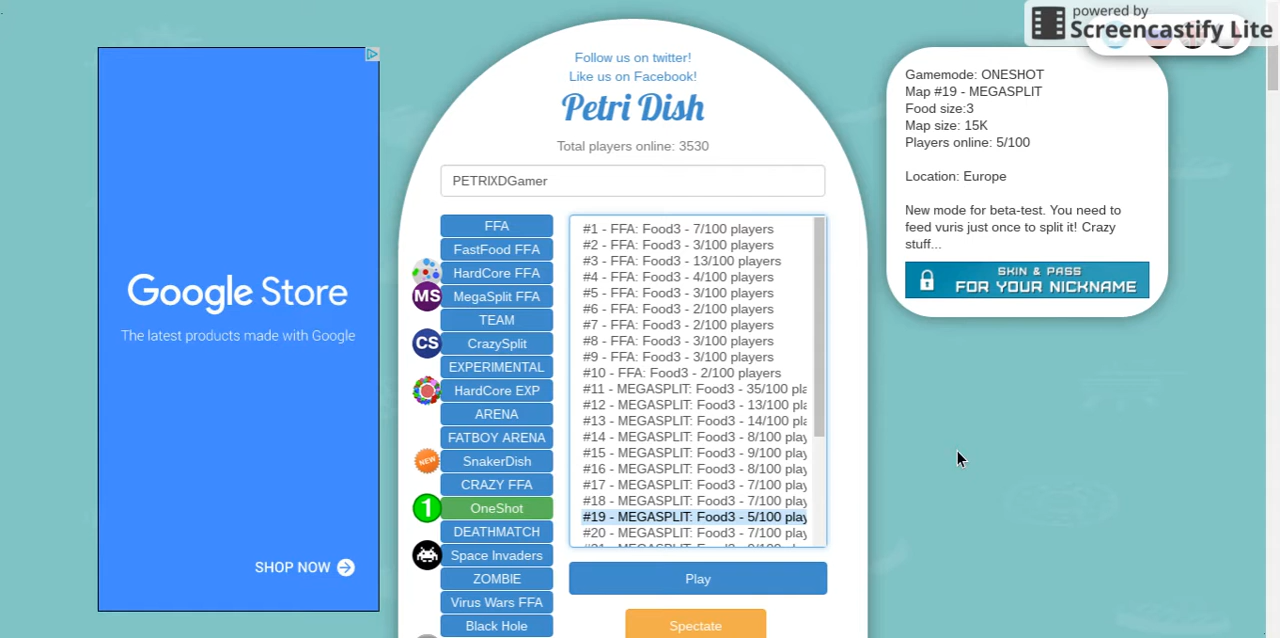 powered by
Screencastify Lite
Google Store
The latest products made with Google
SHOP NOW
Follow us on twitter!
Like us on Facebook!
Petri Dish
Total players online: 3530
PETRIXDGamer
FFA
FastFood FFA
HardCore FFA
MS
MegaSplit FFA
TEAM
CS
CrazySplit
EXPERIMENTAL
HardCore EXP
ARENA
FATBOY ARENA
NEW
SnakerDish
CRAZY FFA
1
OneShot
DEATHMATCH
Space Invaders
ZOMBIE
Virus Wars FFA
Black Hole
#1 - FFA: Food3 - 7/100 players
#2 - FFA: Food3 - 3/100 players
#3 - FFA: Food3 - 13/100 players
#4 - FFA: Food3 - 4/100 players
#5 - FFA: Food3 - 3/100 players
#6 - FFA: Food3 - 2/100 players
#7 - FFA: Food3 - 2/100 players
#8 - FFA: Food3 - 3/100 players
#9 - FFA: Food3 - 3/100 players
#10 - FFA: Food3 - 2/100 players
#11 - MEGASPLIT: Food3 - 35/100 pla
#12 - MEGASPLIT: Food3 - 13/100 pla
#13 - MEGASPLIT: Food3 - 14/100 pla
#14 - MEGASPLIT: Food3 - 8/100 play
#15 - MEGASPLIT: Food3 - 9/100 play
#16 - MEGASPLIT: Food3 - 8/100 play
#17 - MEGASPLIT: Food3 - 7/100 play
#18 - MEGASPLIT: Food3 - 7/100 play
#19 - MEGASPLIT: Food3 - 5/100 play
#20 - MEGASPLIT: Food3 - 7/100 play
Play
Spectate
Gamemode: ONESHOT
Map #19 - MEGASPLIT
Food size:3
Map size: 15K
Players online: 5/100
Location: Europe
New mode for beta-test. You need to
feed vuris just once to split it! Crazy
stuff...
SKIN & PASS
FOR YOUR NICKNAME